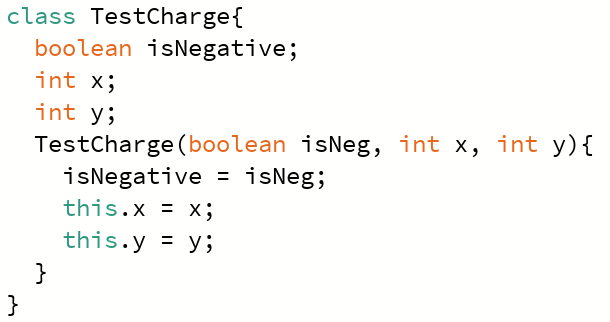 class TestCharge{
  boolean isNegative;
  int x;
  int y;
  TestCharge(boolean isNeg, int x, int y){
    isNegative = isNeg;
    this.x = x;
    this.y = y;
  }
}